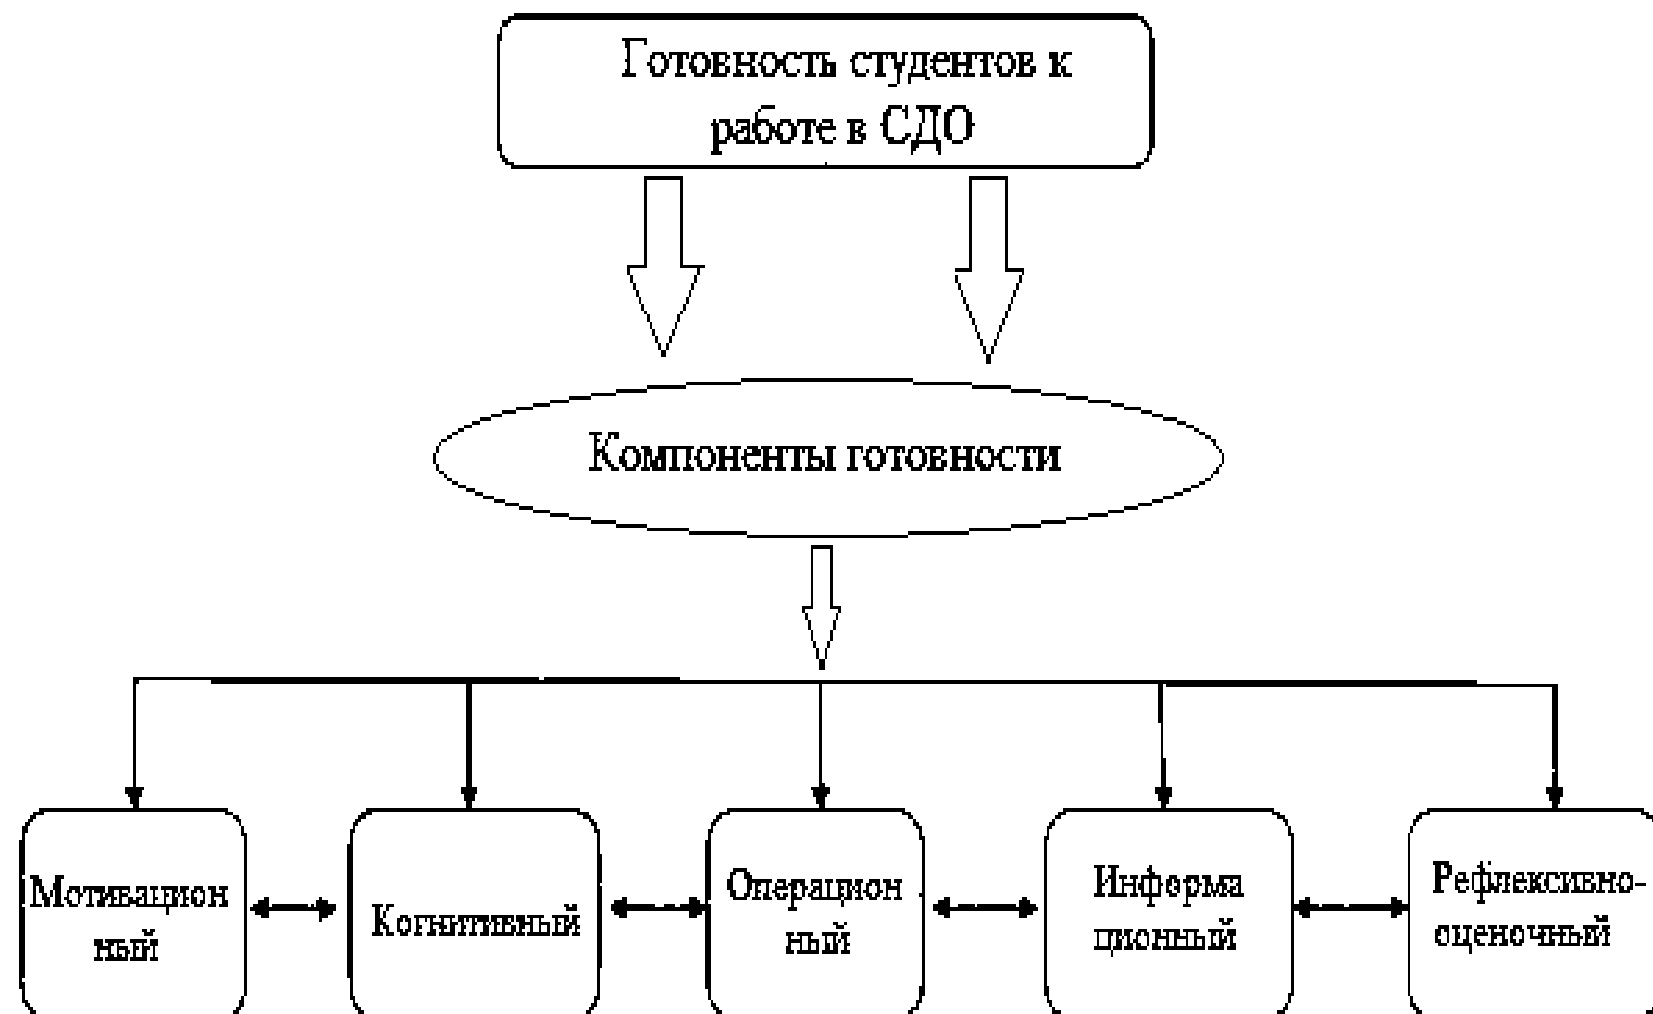 Готовность студентов к
работе в СДО
Компоненты готовности
Мотивацион
ный
Когнитивный
Операцион
ный
Информа
ционный
Рефлексивно-
оценочный